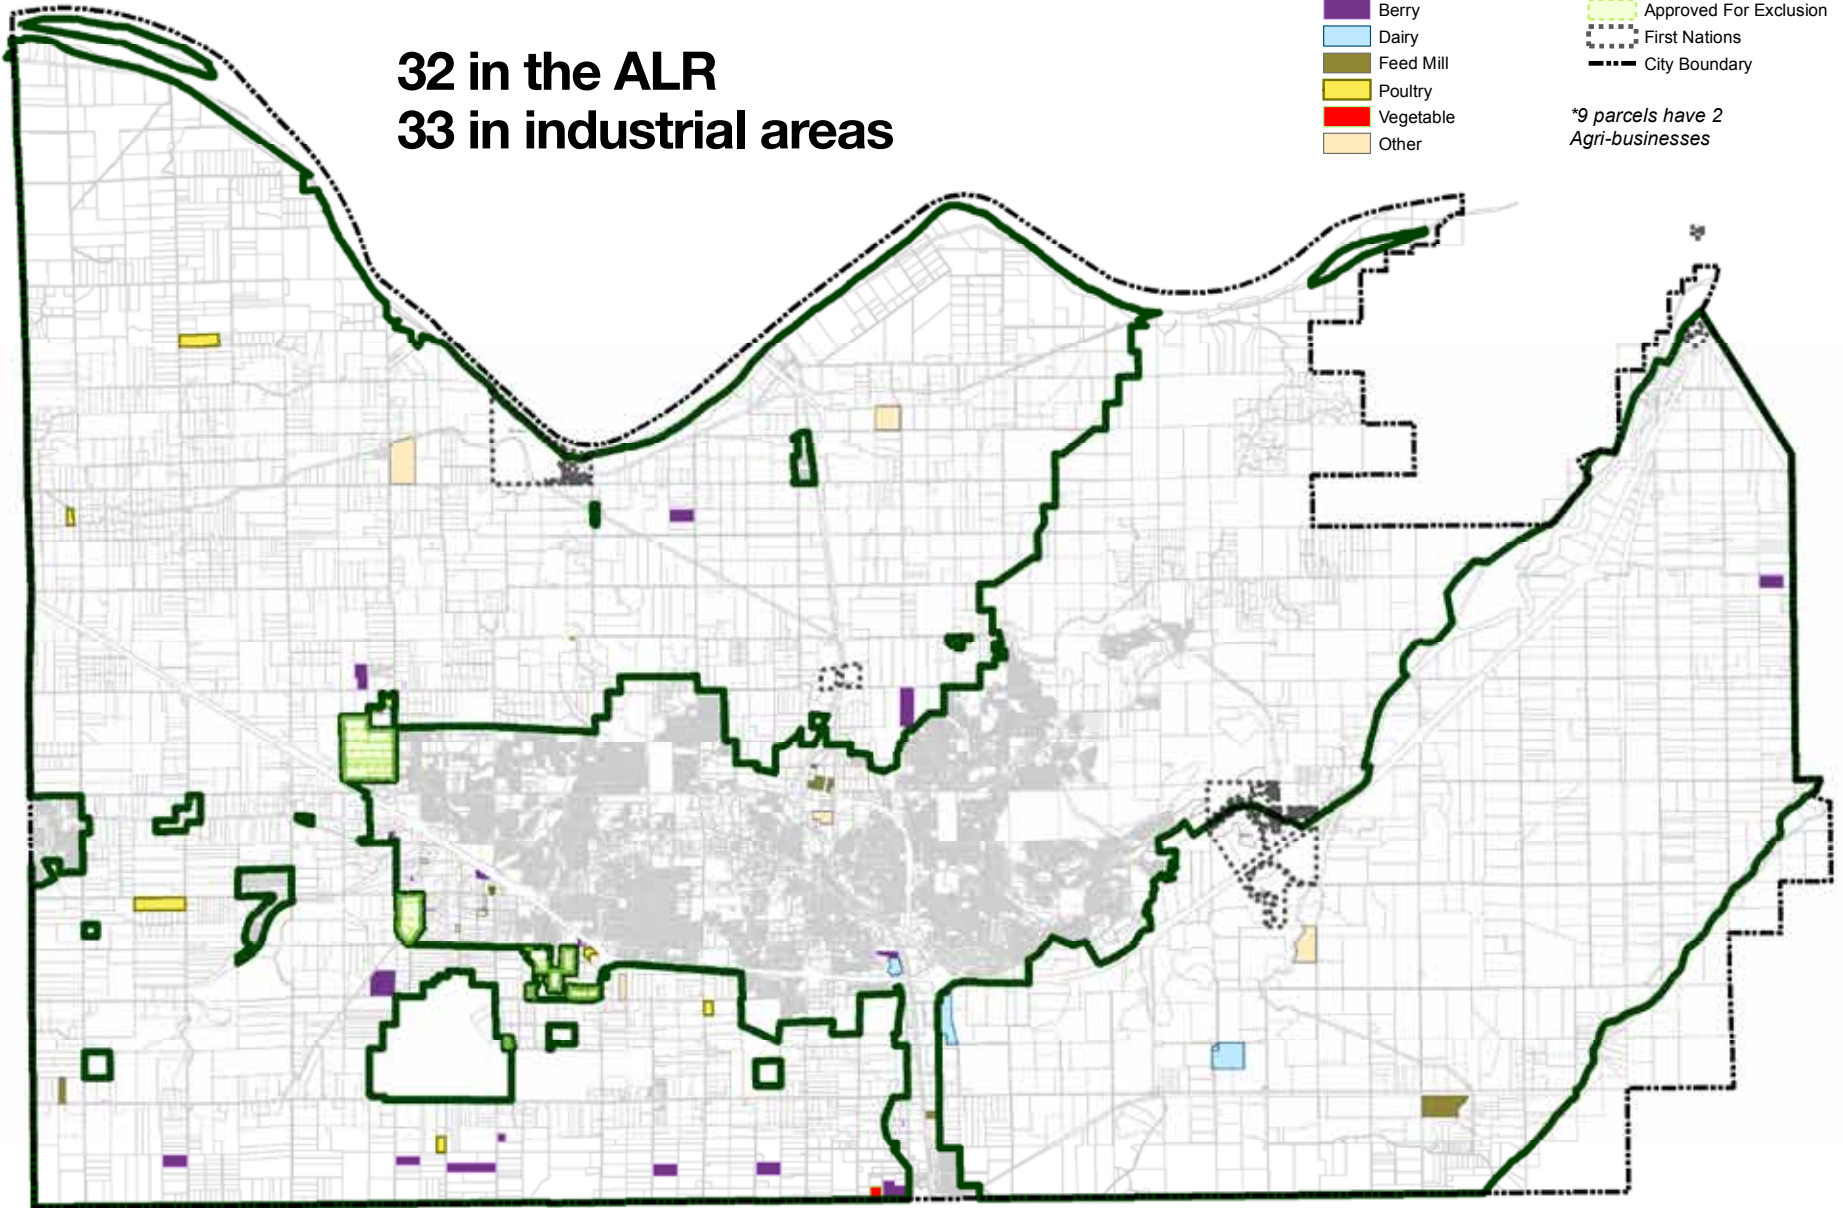 32 in the ALR
33 in industrial areas
Berry
Dairy
Feed Mill
Poultry
Vegetable
Other
Approved For Exclusion
First Nations
City Boundary
*9 parcels have 2
Agri-businesses